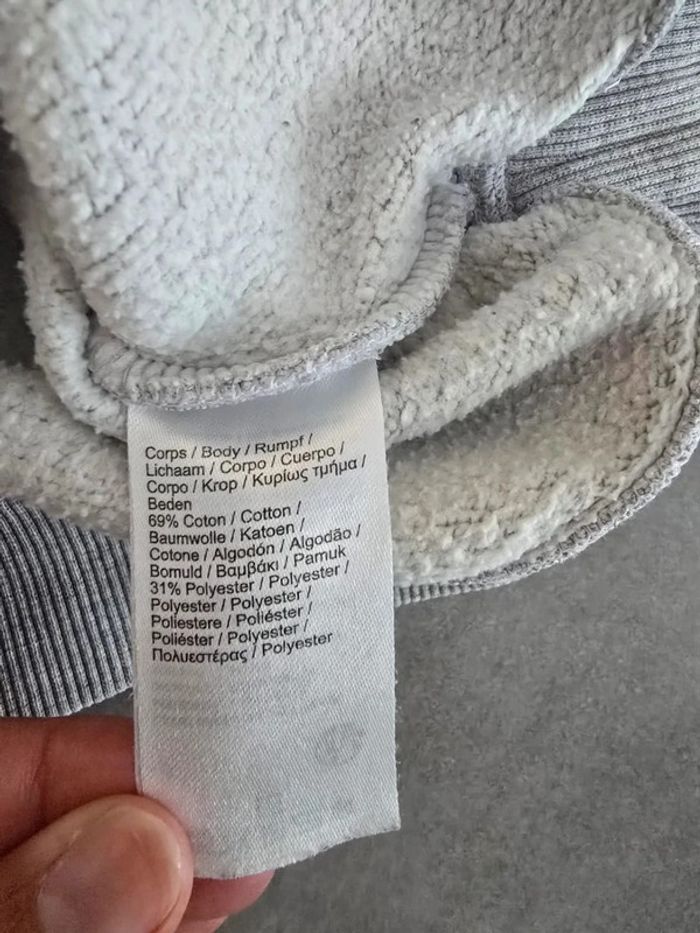 Corps / Body / Rumpf /
Lichaam / Corpo / Cuerpo /
Corpo / Krop / Κυρίως τμήμα /
Beden
69% Coton / Cotton /
Baumwolle / Katoen /
Cotone / Algodón / Algodão /
Bomuld / Βαμβάκι / Pamuk
31% Polyester / Polyester /
Polyester / Polyester /
Poliestere / Poliéster /
Poliéster / Polyester /
Πολυεστέρας / Polyester